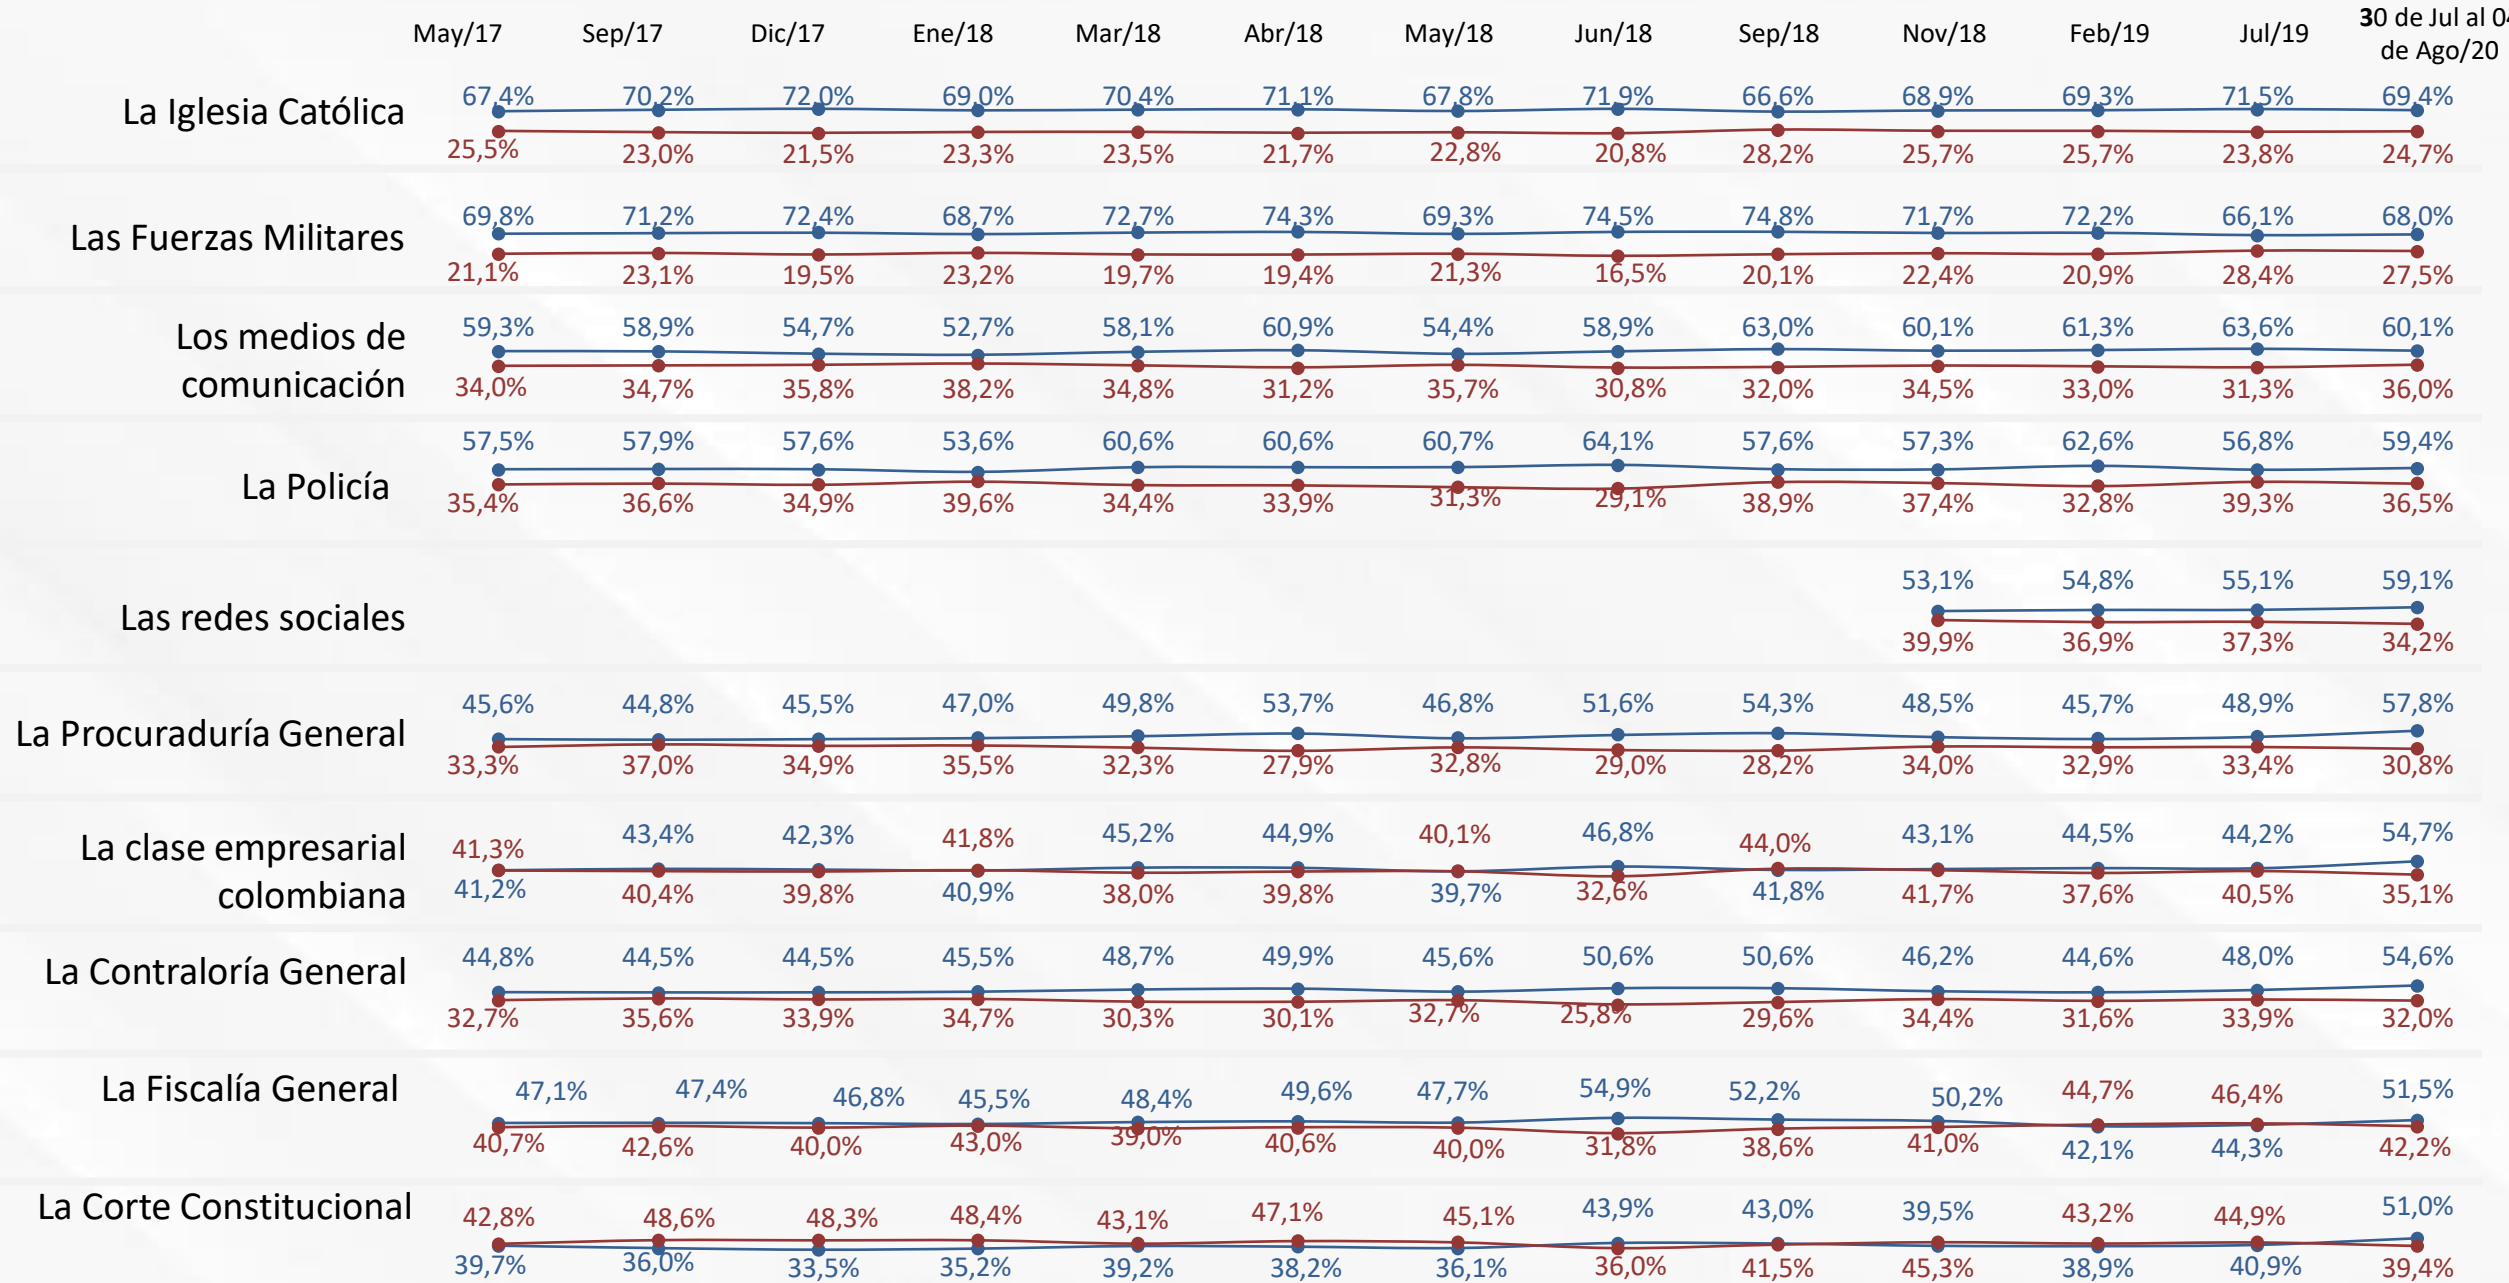 May/17 Sep/17 Dic/17 Ene/18 Mar/18 Abr/18 May/18 Jun/18 Sep/18 Nov/18 Feb/19 Jul/19 30 de Jul al 04
de Ago/20
67,4% 70,2% 72,0% 69,0% 70,4% 71,1% 67,8% 71,9% 66,6% 68,9% 69,3% 71,5% 69,4%
La Iglesia Católica
25,5% 23,0% 21,5% 23,3% 23,5% 21,7% 22,8% 20,8% 28,2% 25,7% 25,7% 23,8% 24,7%
69,8% 71,2% 72,4% 68,7% 72,7% 74,3% 69,3% 74,5% 74,8% 71,7% 72,2% 66,1% 68,0%
Las Fuerzas Militares
21,1% 23,1% 19,5% 23,2% 19,7% 19,4% 21,3% 16,5% 20,1% 22,4% 20,9% 28,4% 27,5%
59,3% 58,9% 54,7% 52,7% 58,1% 60,9% 54,4% 58,9% 63,0% 60,1% 61,3% 63,6% 60,1%
Los medios de
comunicación
34,0% 34,7% 35,8% 38,2% 34,8% 31,2% 35,7% 30,8% 32,0% 34,5% 33,0% 31,3% 36,0%
57,5% 57,9% 57,6% 53,6% 60,6% 60,6% 60,7% 64,1% 57,6% 57,3% 62,6% 56,8% 59,4%
La Policía
35,4% 36,6% 34,9% 39,6% 34,4% 33,9% 31,3% 29,1% 38,9% 37,4% 32,8% 39,3% 36,5%
53,1% 54,8% 55,1% 59,1%
Las redes sociales
39,9% 36,9% 37,3% 34,2%
45,6% 44,8% 45,5% 47,0% 49,8% 53,7% 46,8% 51,6% 54,3% 48,5% 45,7% 48,9% 57,8%
La Procuraduría General
33,3% 37,0% 34,9% 35,5% 32,3% 27,9% 32,8% 29,0% 28,2% 34,0% 32,9% 33,4% 30,8%
41,3% 43,4% 42,3% 41,8% 45,2% 44,9% 40,1% 46,8% 44,0% 43,1% 44,5% 44,2% 54,7%
La clase empresarial
colombiana
41,2% 40,4% 39,8% 40,9% 38,0% 39,8% 39,7% 32,6% 41,8% 41,7% 37,6% 40,5% 35,1%
44,8% 44,5% 44,5% 45,5% 48,7% 49,9% 45,6% 50,6% 50,6% 46,2% 44,6% 48,0% 54,6%
La Contraloría General
32,7% 35,6% 33,9% 34,7% 30,3% 30,1% 32,7% 25,8% 29,6% 34,4% 31,6% 33,9% 32,0%
La Fiscalía General
47,1% 47,4% 46,8% 45,5% 48,4% 49,6% 47,7% 54,9% 52,2% 50,2% 44,7% 46,4% 51,5%
40,7% 42,6% 40,0% 43,0% 39,0% 40,6% 40,0% 31,8% 38,6% 41,0% 42,1% 44,3% 42,2%
La Corte Constitucional
42,8% 48,6% 48,3% 48,4% 43,1% 47,1% 45,1% 43,9% 43,0% 39,5% 43,2% 44,9% 51,0%
39,7% 36,0% 33,5% 35,2% 39,2% 38,2% 36,1% 36,0% 41,5% 45,3% 38,9% 40,9% 39,4%